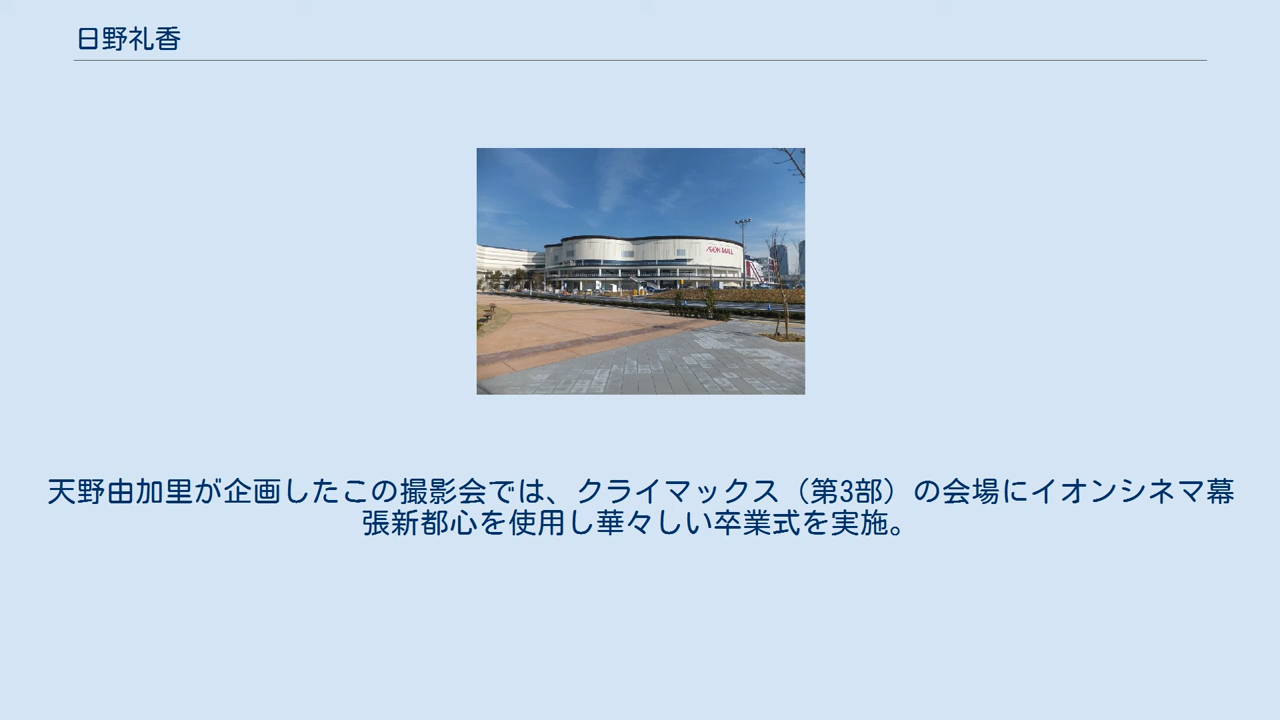 日野礼香
AEON MALL
天野由加里が企画したこの撮影会では、クライマックス（第3部）の会場にイオンシネマ幕
張新都心を使用し華々しい卒業式を実施。